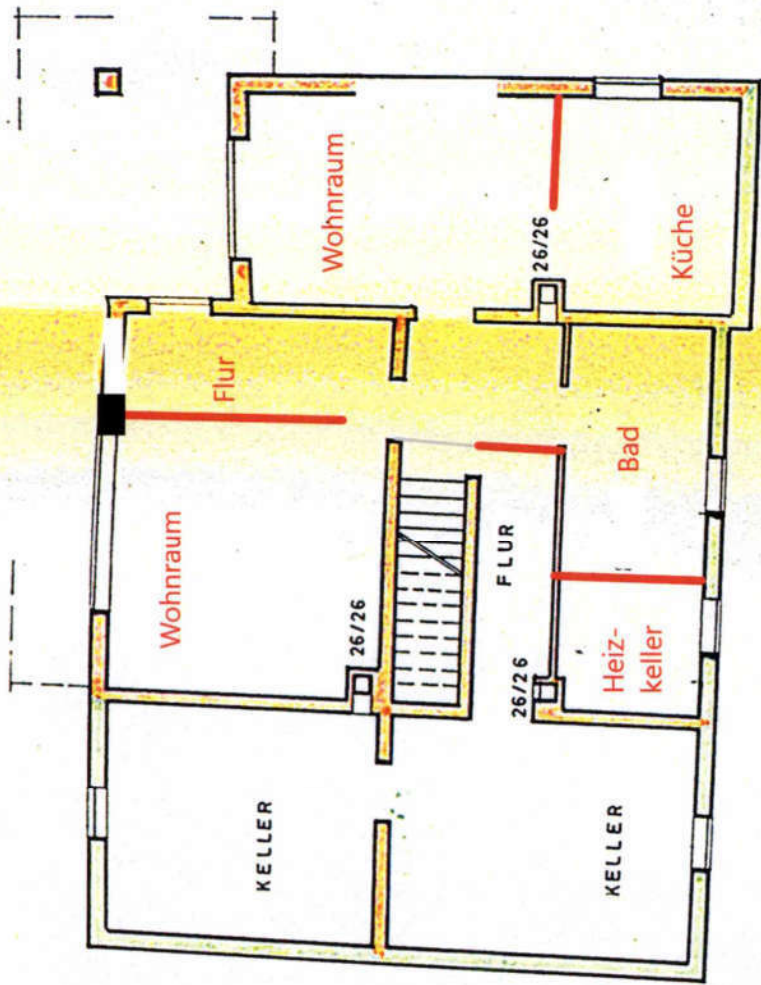 Wohnraum
26/26
Küche
Flur
Wohnraum
Bad
FLUR
26/26
26/26
Heiz-
keller
KELLER
KELLER